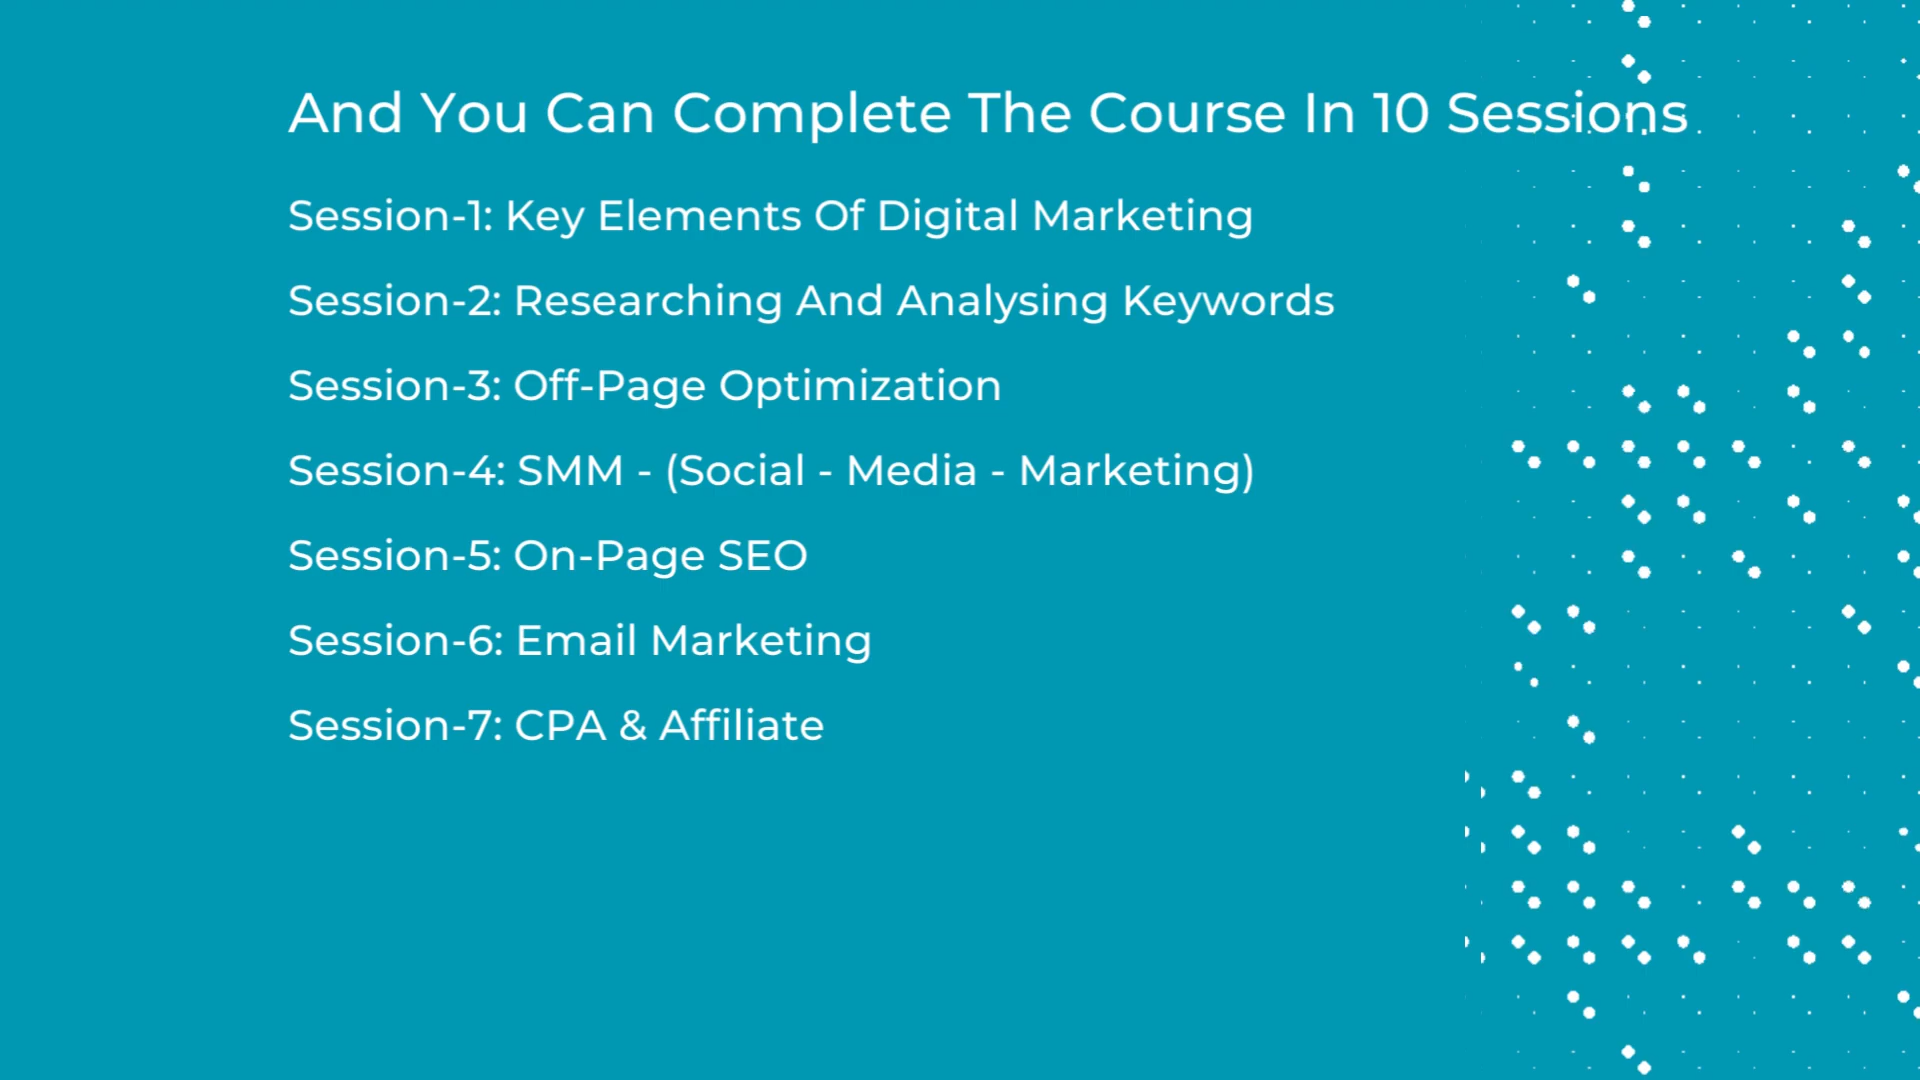 And You Can Complete The Course In 10 Sessions
Session-1: Key Elements Of Digital Marketing
Session-2: Researching And Analysing Keywords
Session-3: Off-Page Optimization
Session-4: SMM - (Social - Media - Marketing)
Session-5: On-Page SEO
Session-6: Email Marketing
Session-7: CPA & Affiliate